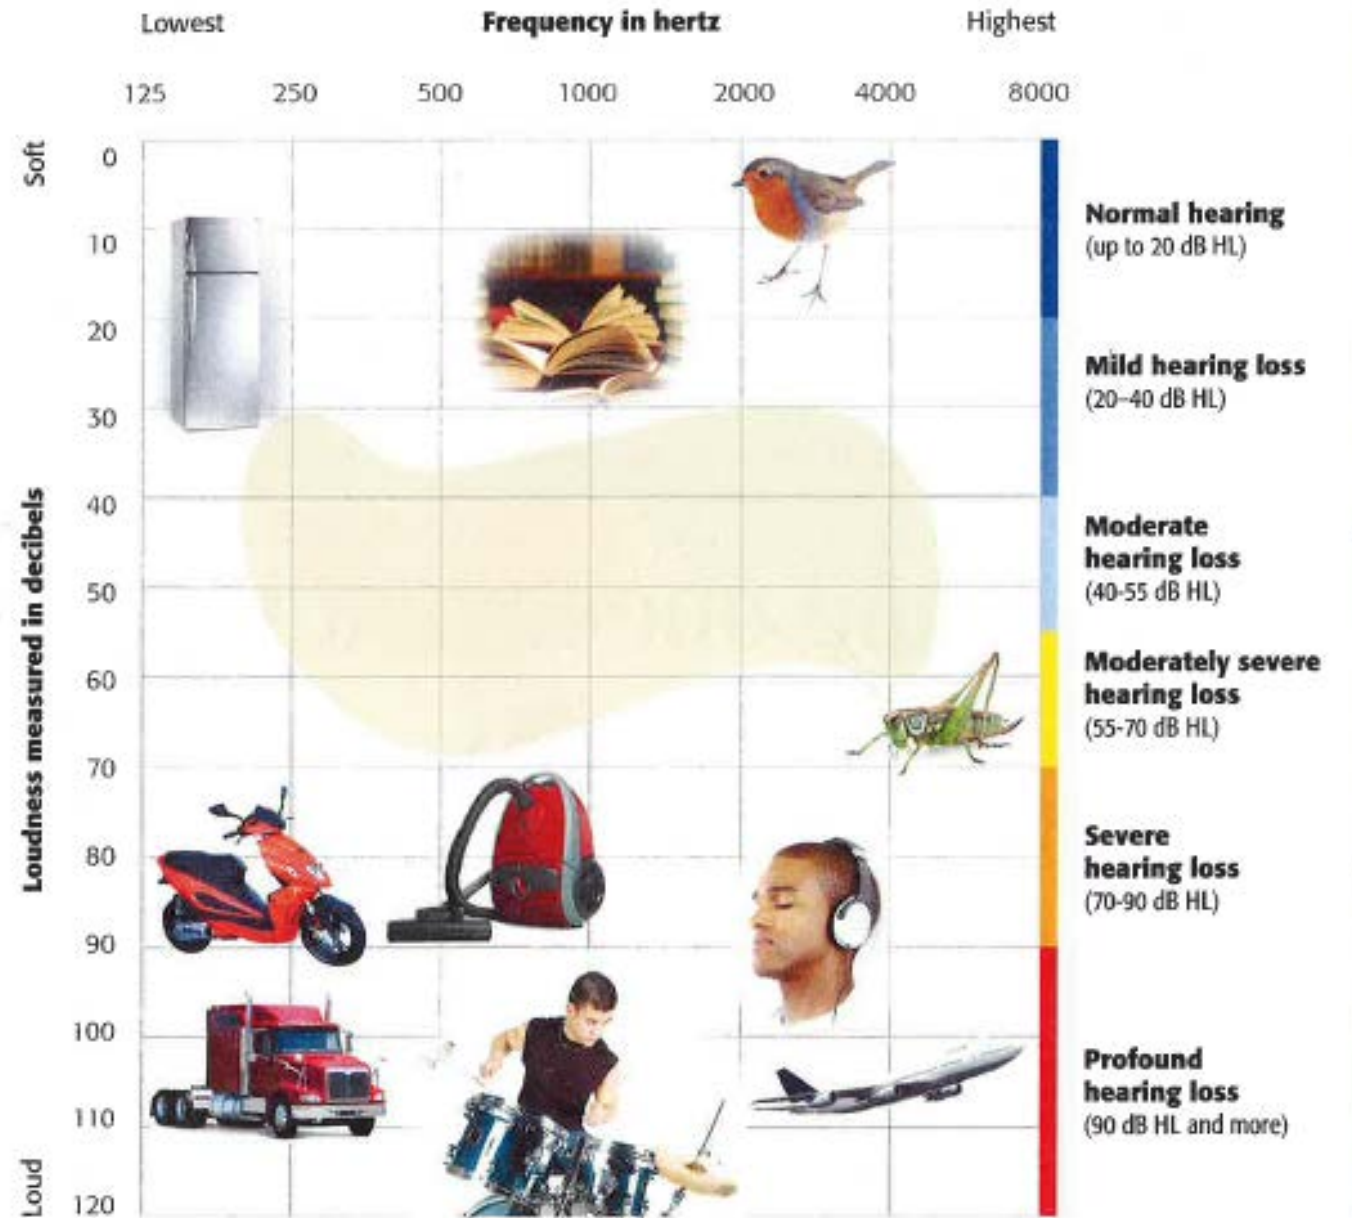 Lowest Frequency in hertz Highest
125 250 500 1000 2000 4000 8000
Soft
0
10
20
30
40
50
60
70
80
90
100
110
120
Loud
Loudness measured in decibels
Normal hearing
(up to 20 dB HL)
Mild hearing loss
(20–40 dB HL)
Moderate
hearing loss
(40-55 dB HL)
Moderately severe
hearing loss
(55-70 dB HL)
Severe
hearing loss
(70-90 dB HL)
Profound
hearing loss
(90 dB HL and more)